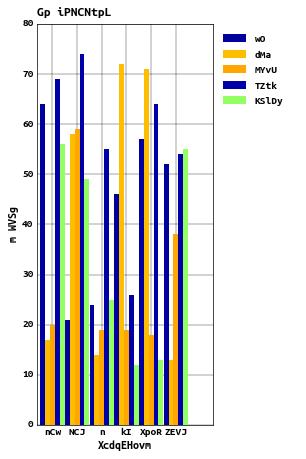 Gp iPNCNtpL
80
70
60
50
40
30
20
10
0
m WVSg
nCw NCJ n kI XpoR ZEVJ
XcdqEHovm
wO
dMa
MYvU
TZtk
KSlDy